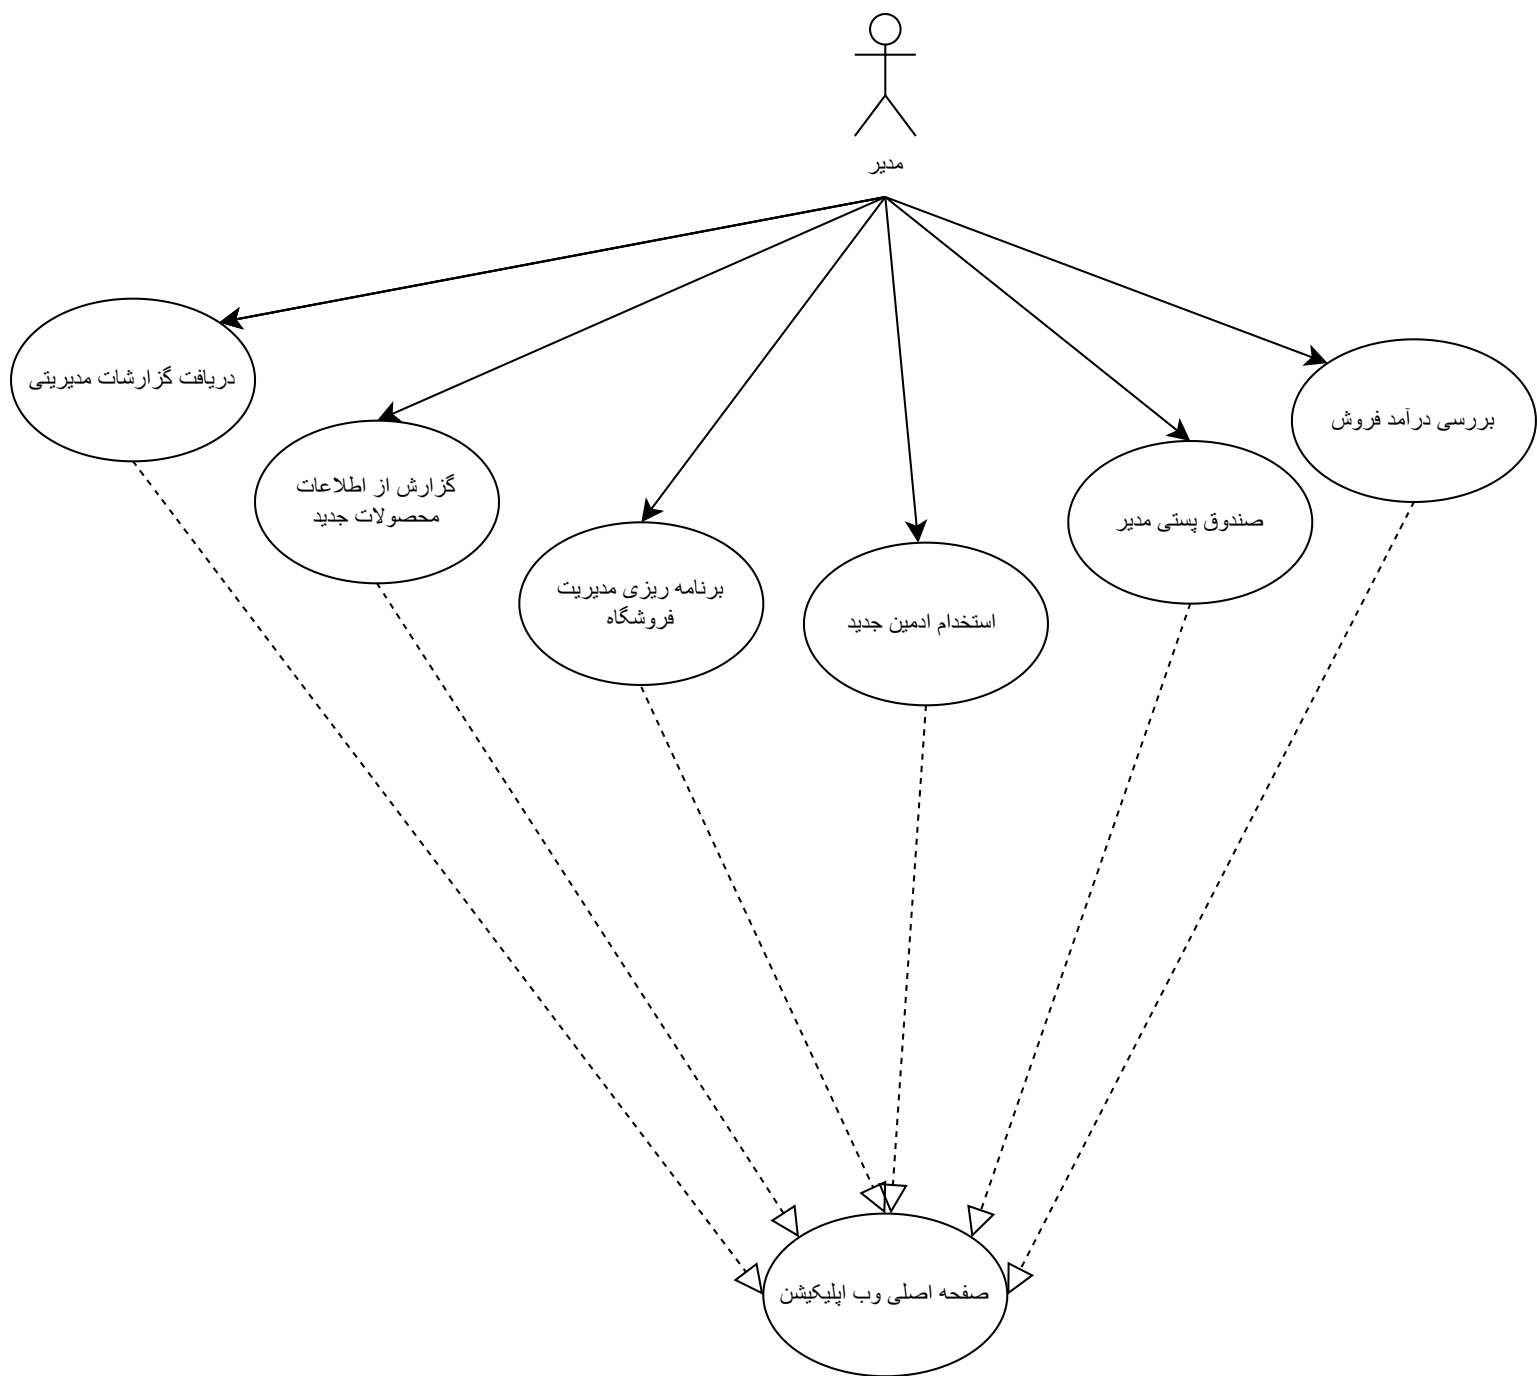 مدیر
بررسی درآمد فروش
صندوق پستی مدیر
استخدام ادمین جدید
برنامه ریزی مدیریت
فروشگاه
گزارش از اطلاعات
محصولات جدید
دریافت گزارشات مدیریتی
صفحه اصلی وب اپلیکیشن